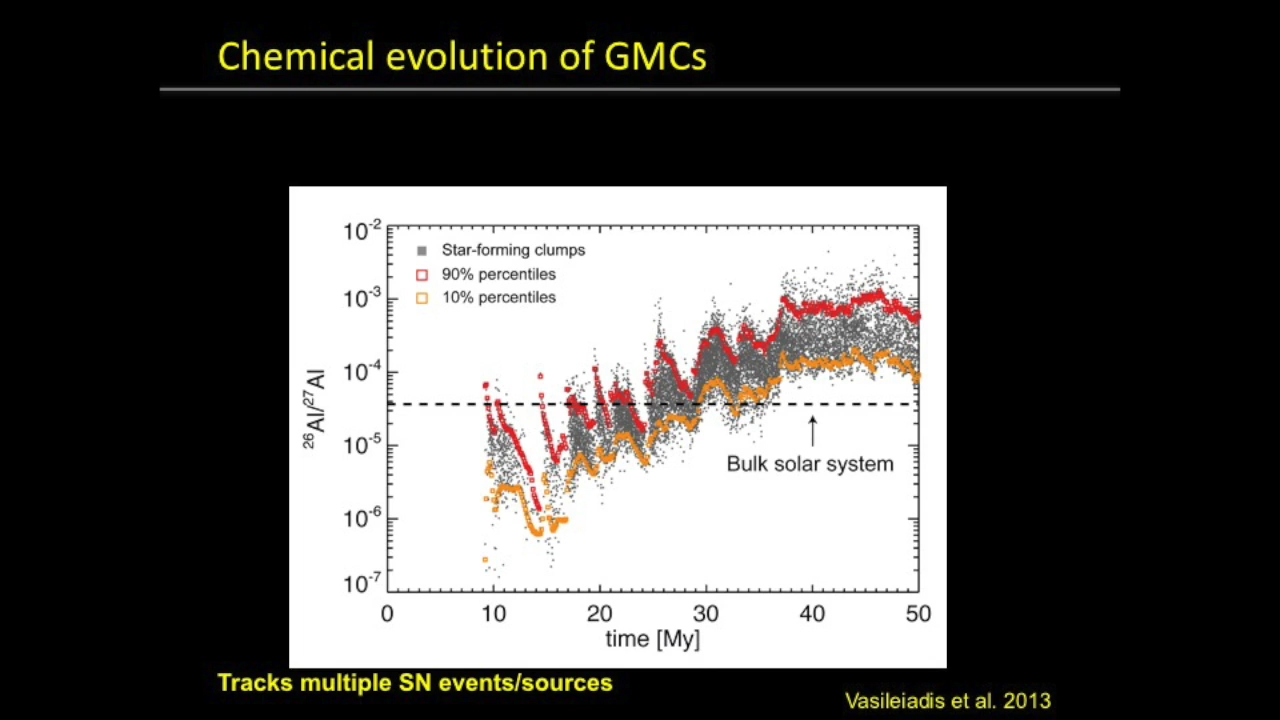 Chemical evolution of GMCs
10⁻²
10⁻³
10⁻⁴
10⁻⁵
10⁻⁶
10⁻⁷
²⁶Al/²⁷Al
Star-forming clumps
90% percentiles
10% percentiles
Bulk solar system
0 10 20 30 40 50
time [My]
Tracks multiple SN events/sources
Vasileiadis et al. 2013